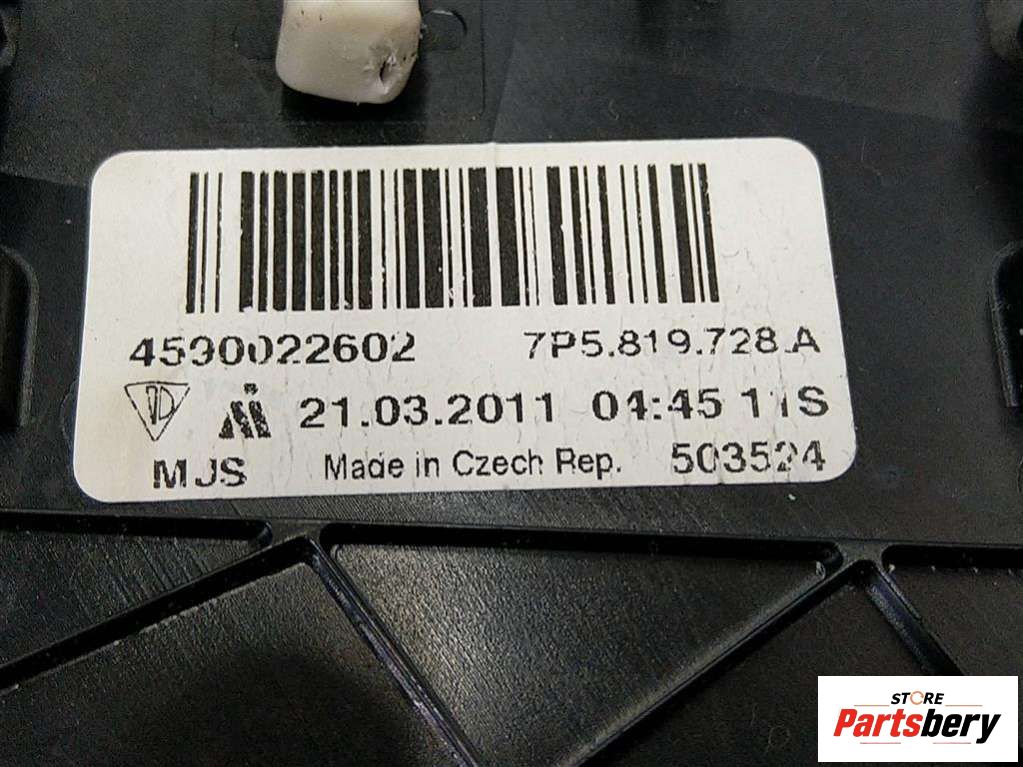 4590022602 7P5.819.728.A
21.03.2011 04:45 11S
MJS Made in Czech Rep. 503524
STORE
Partsbery